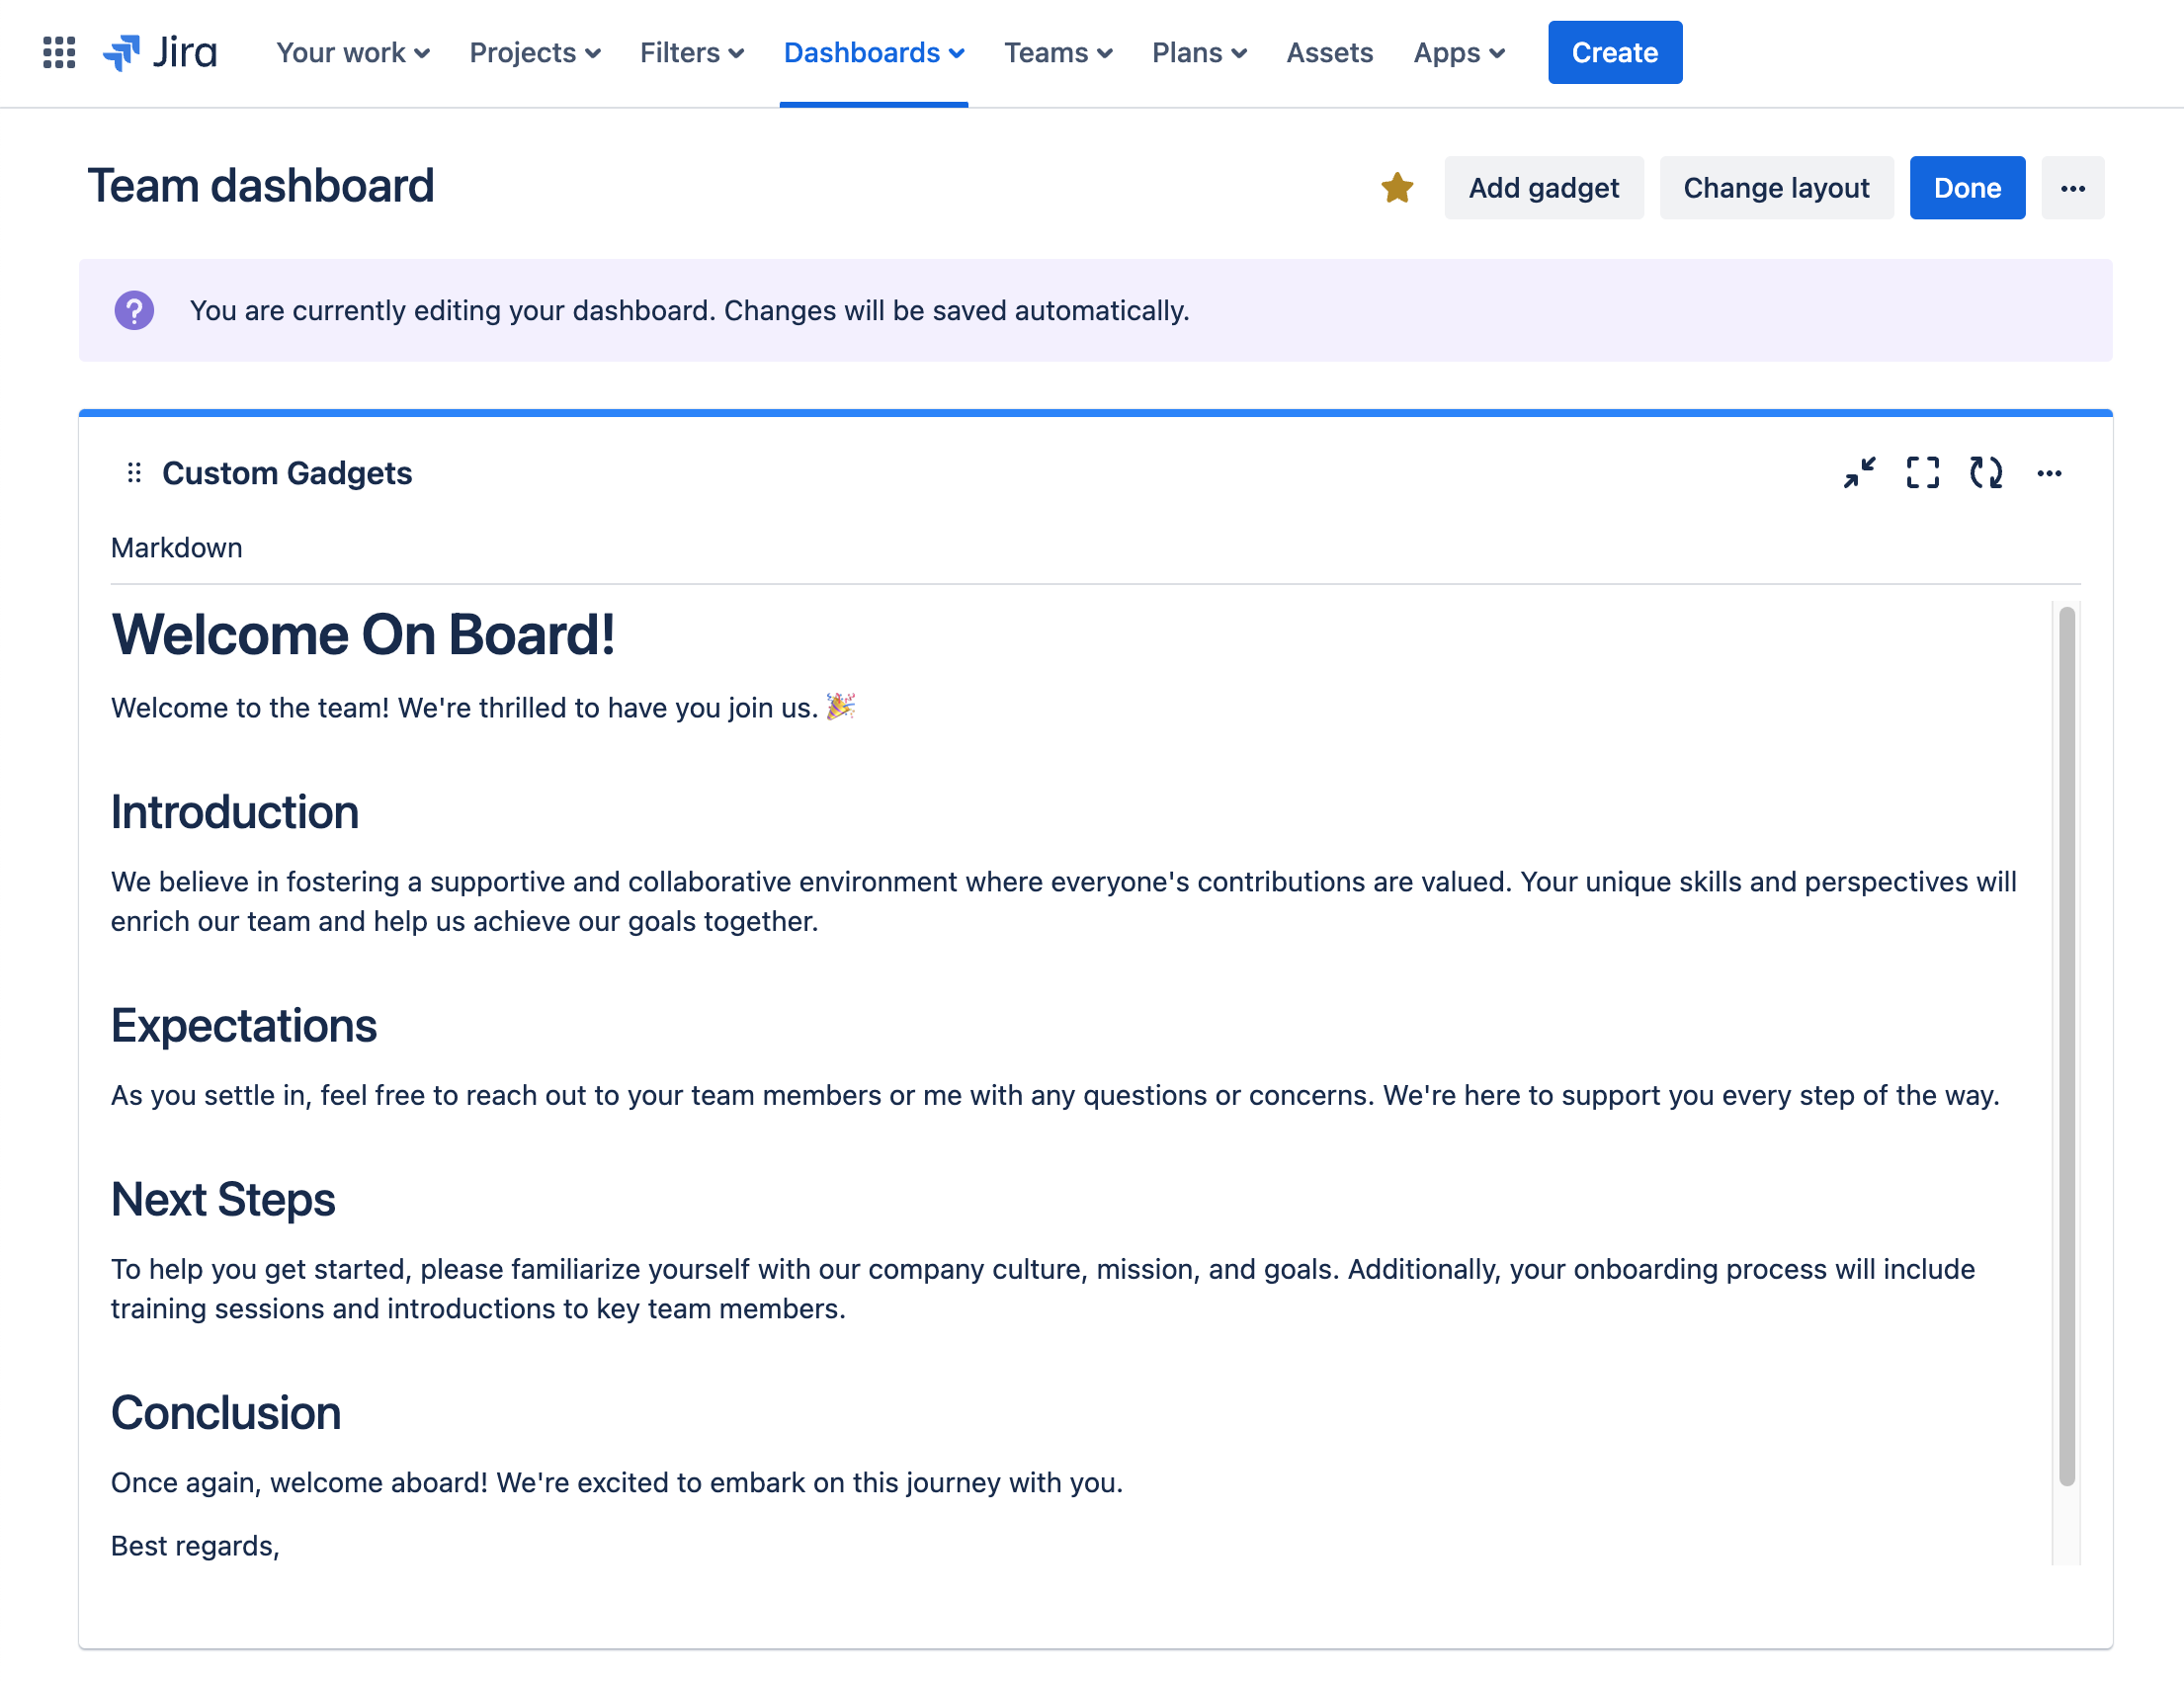 Jira Your work Projects Filters Dashboards Teams Plans Assets Apps Create
Team dashboard Add gadget Change layout Done
You are currently editing your dashboard. Changes will be saved automatically.
Custom Gadgets
Markdown
Welcome On Board!
Welcome to the team! We're thrilled to have you join us. 🎉
Introduction
We believe in fostering a supportive and collaborative environment where everyone's contributions are valued. Your unique skills and perspectives will
enrich our team and help us achieve our goals together.
Expectations
As you settle in, feel free to reach out to your team members or me with any questions or concerns. We're here to support you every step of the way.
Next Steps
To help you get started, please familiarize yourself with our company culture, mission, and goals. Additionally, your onboarding process will include
training sessions and introductions to key team members.
Conclusion
Once again, welcome aboard! We're excited to embark on this journey with you.
Best regards,